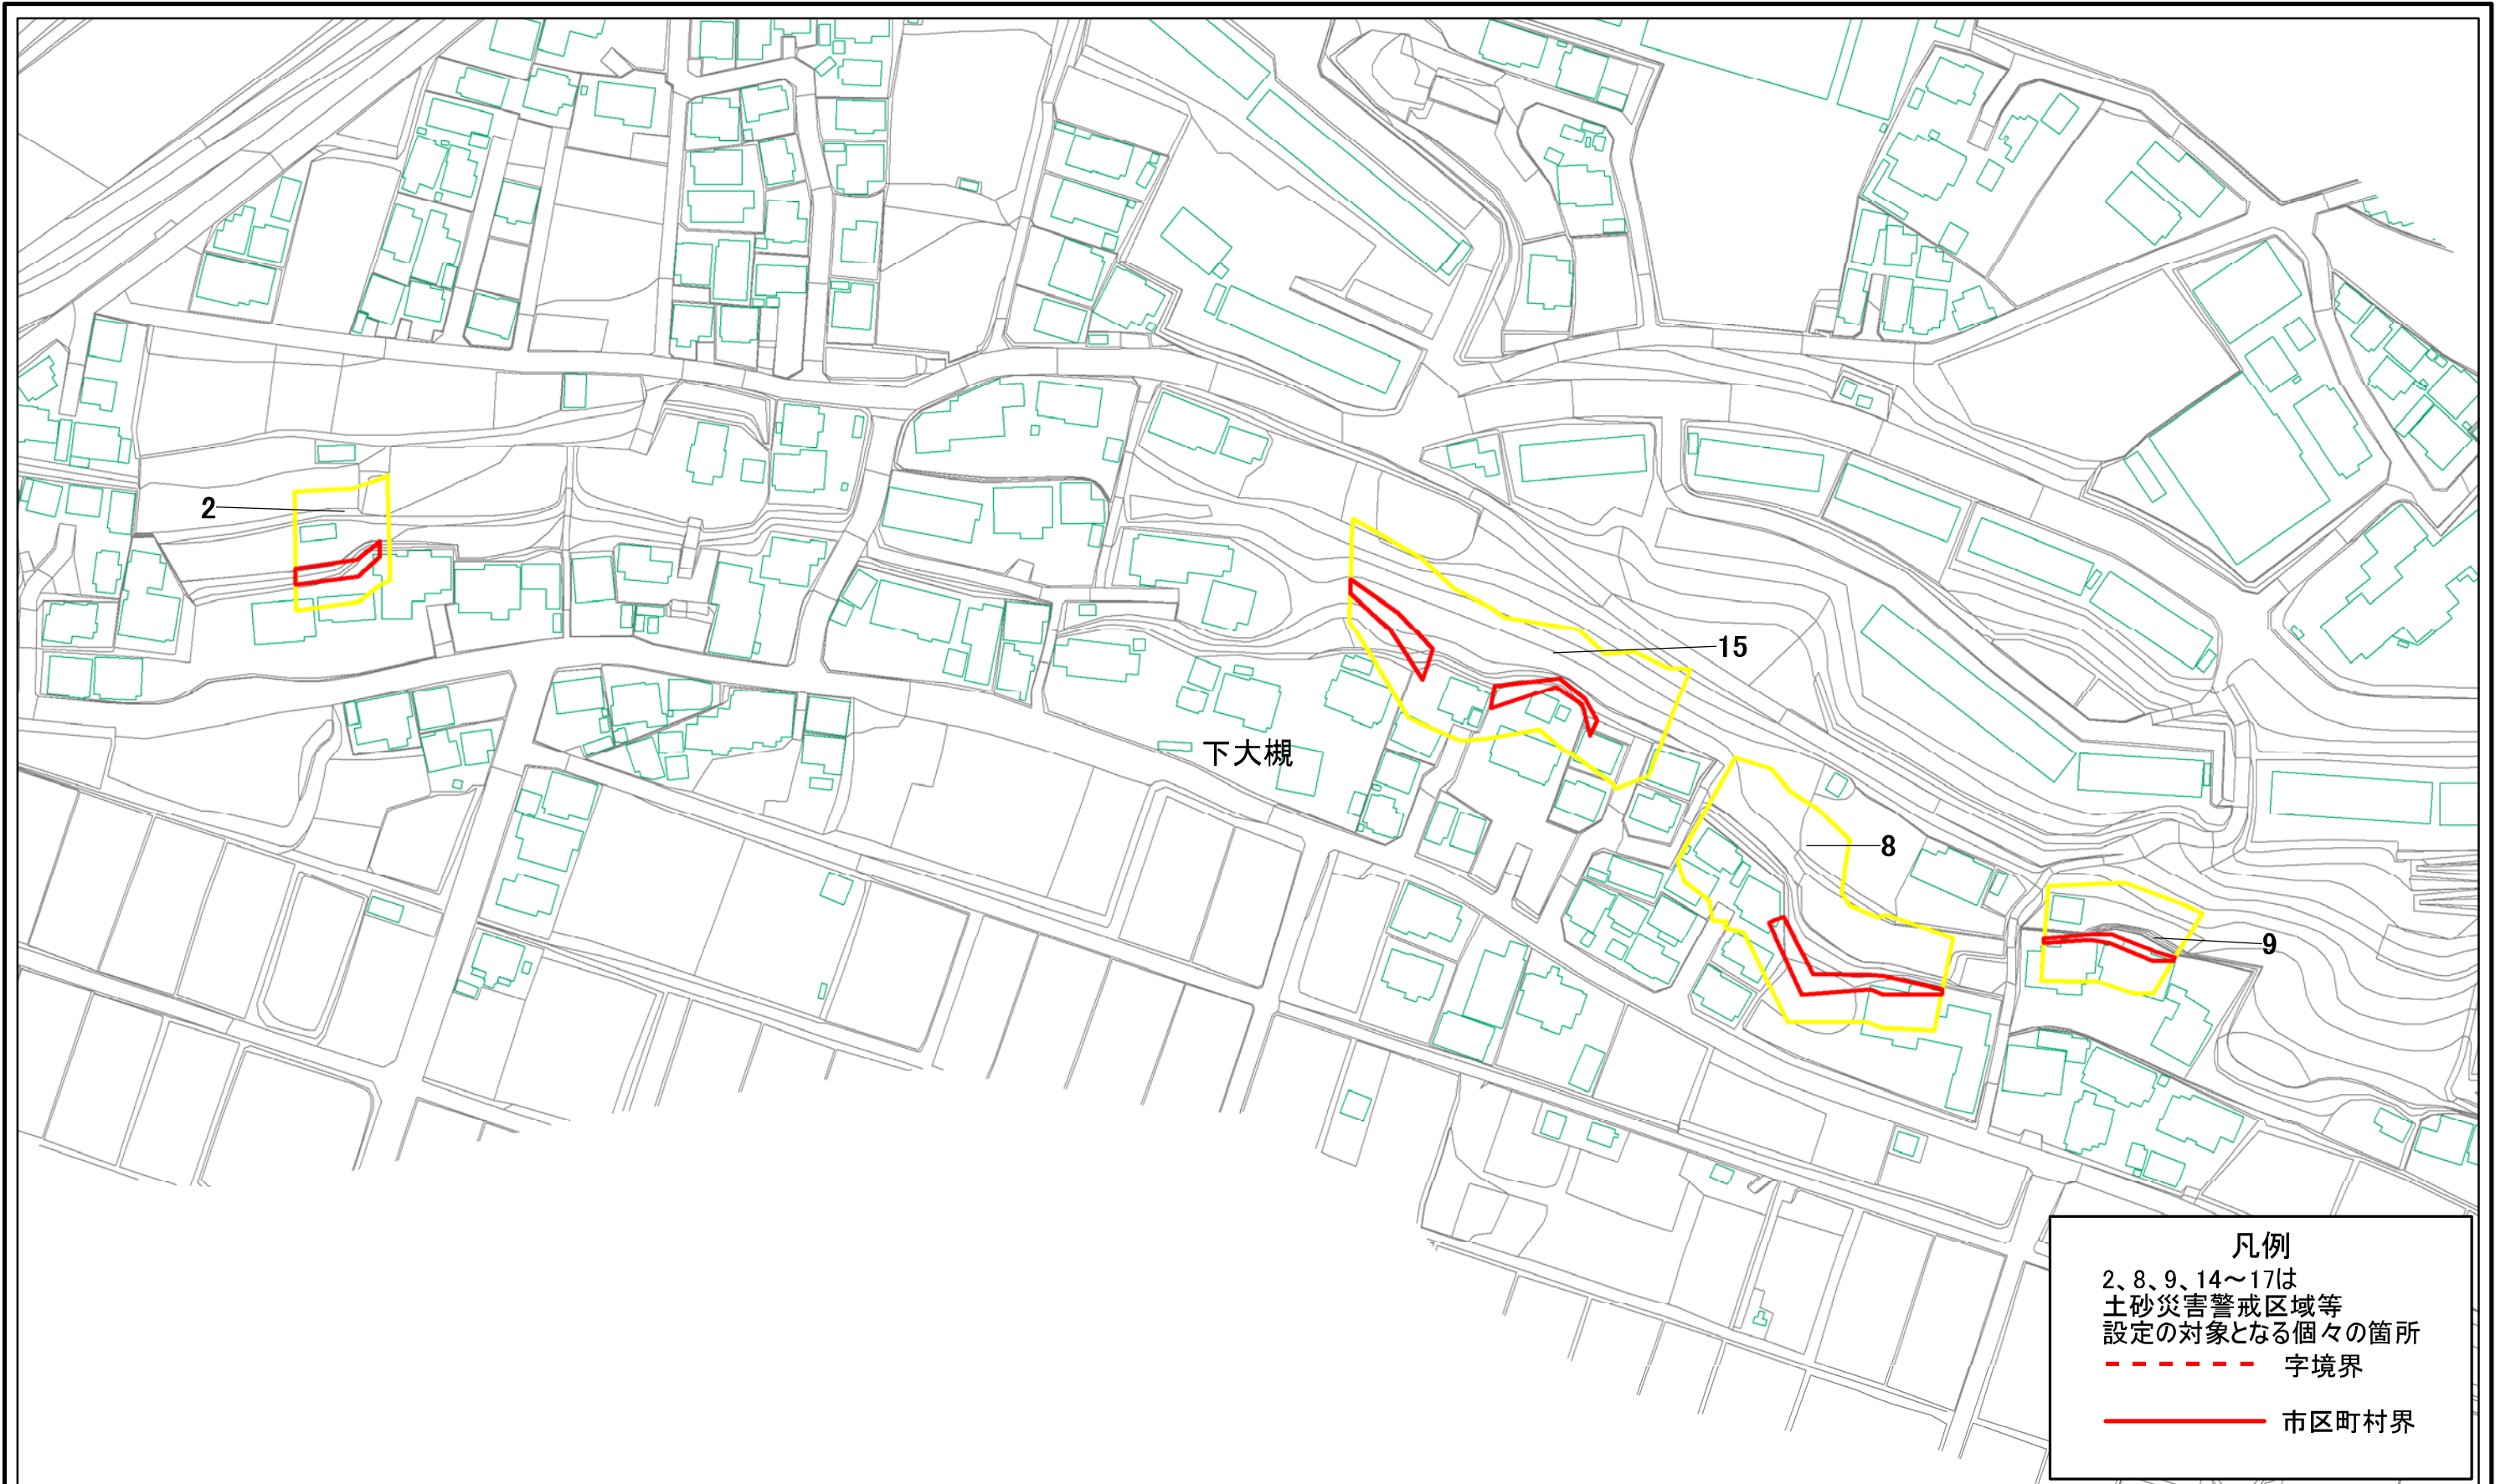 2
15
下大槻
8
9
凡例
2、8、9、14～17は
土砂災害警戒区域等
設定の対象となる個々の箇所
字境界
市区町村界